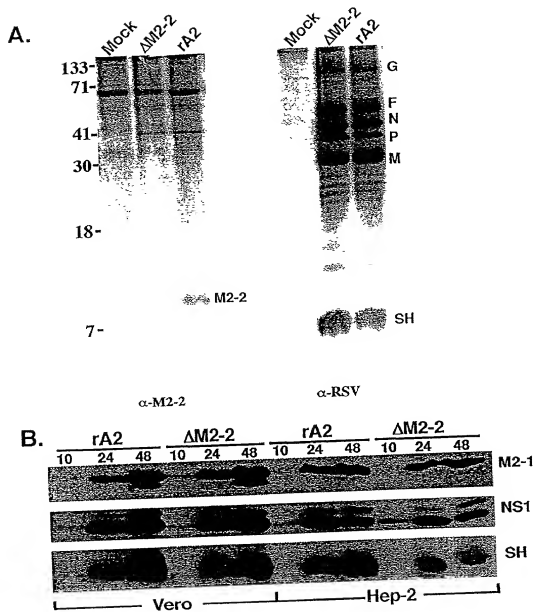 A.
Mock ΔM2-2 rA2
Mock ΔM2-2 rA2
133-
71-
41-
30-
18-
7-
M2-2
G
F
N
P
M
SH
α-M2-2
α-RSV
B.
rA2 ΔM2-2 rA2 ΔM2-2
10 24 48 10 24 48 10 24 48 10 24 48
M2-1
NS1
SH
Vero Hep-2